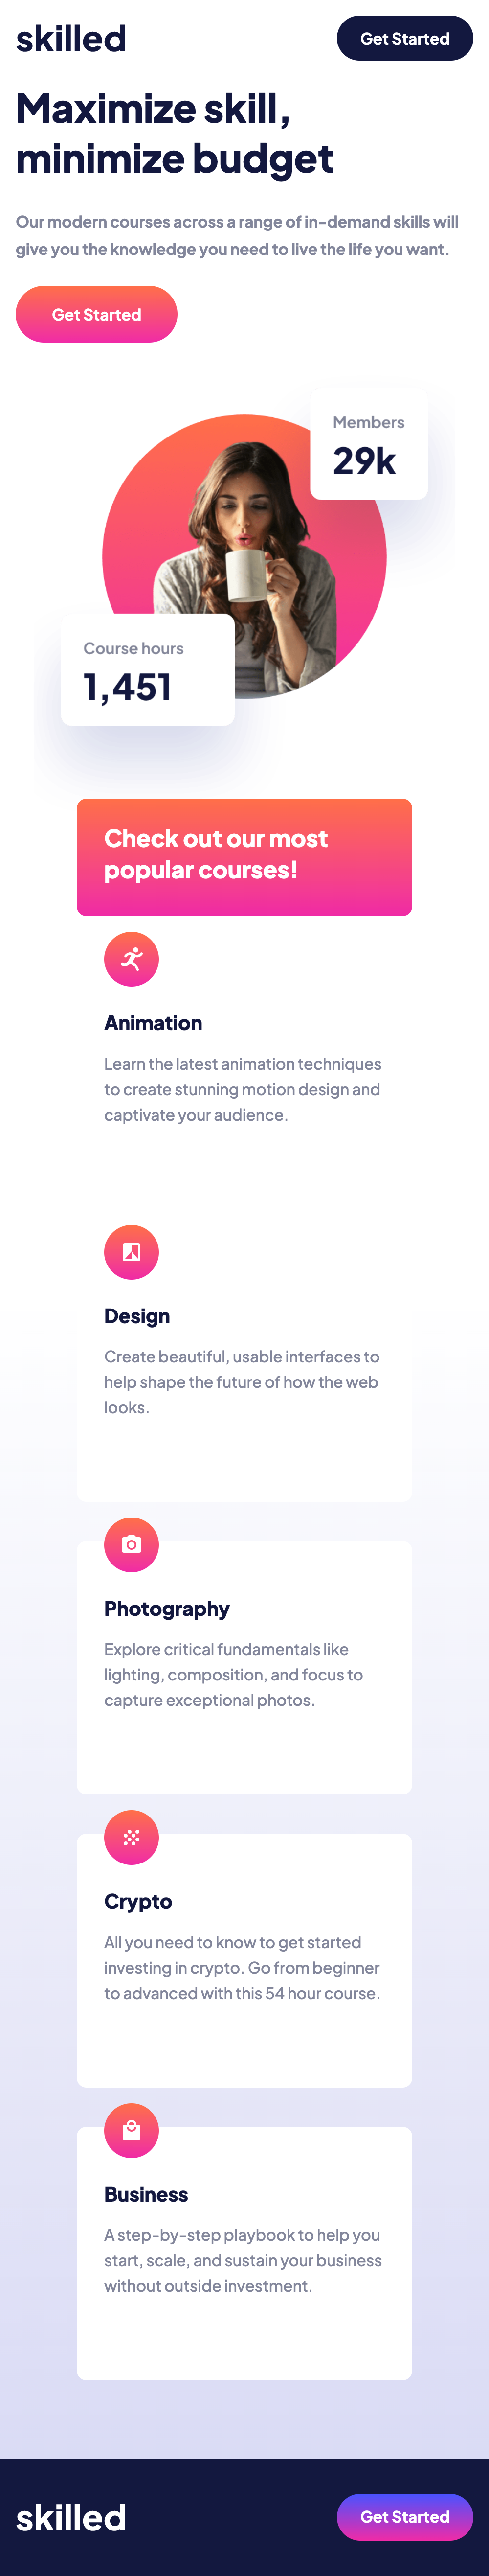 skilled
Get Started
Maximize skill,
minimize budget
Our modern courses across a range of in-demand skills will
give you the knowledge you need to live the life you want.
Get Started
Members
29k
Course hours
1,451
Check out our most
popular courses!
Animation
Learn the latest animation techniques
to create stunning motion design and
captivate your audience.
Design
Create beautiful, usable interfaces to
help shape the future of how the web
looks.
Photography
Explore critical fundamentals like
lighting, composition, and focus to
capture exceptional photos.
Crypto
All you need to know to get started
investing in crypto. Go from beginner
to advanced with this 54 hour course.
Business
A step-by-step playbook to help you
start, scale, and sustain your business
without outside investment.
skilled
Get Started